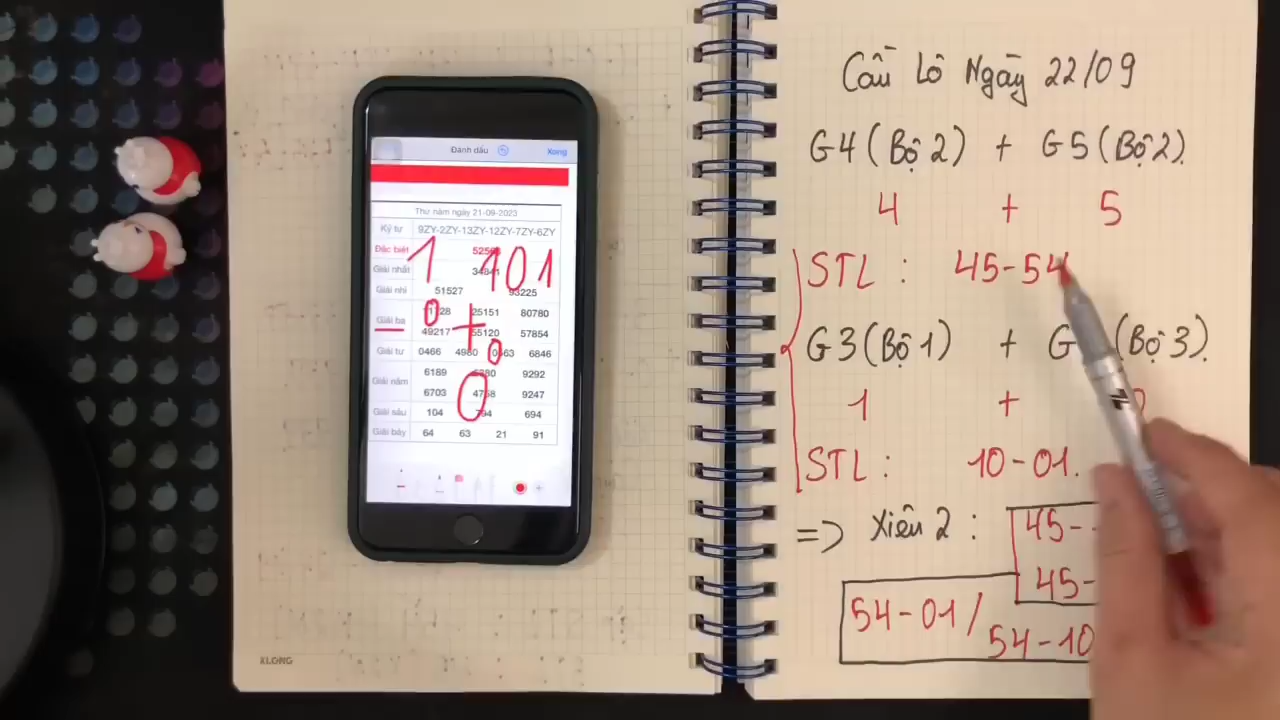 Đánh dấu Xong
Thứ năm ngày 21-09-2023
Ký tự 9ZY-2ZY-13ZY-12ZY-7ZY-6ZY
Đặc biệt
Giải nhất
Giải nhì 51527 93225
Giải ba 25151 80780
49217 55120 57854
Giải tư 0466 4980 6846
Giải năm 6189 9292
6703 9247
Giải sáu 104 694
Giải bảy 64 63 21 91
1 101
0 + 0
0
KLONG
Cầu Lô Ngày 22/09
G4 (Bộ 2) + G5 (Bộ 2).
4 + 5
STL : 45-54
G3 (Bộ 1) + (Bộ 3).
1 +
STL : 10-01.
=> Xiên 2 : 45-
45-
54-01 /
54-10